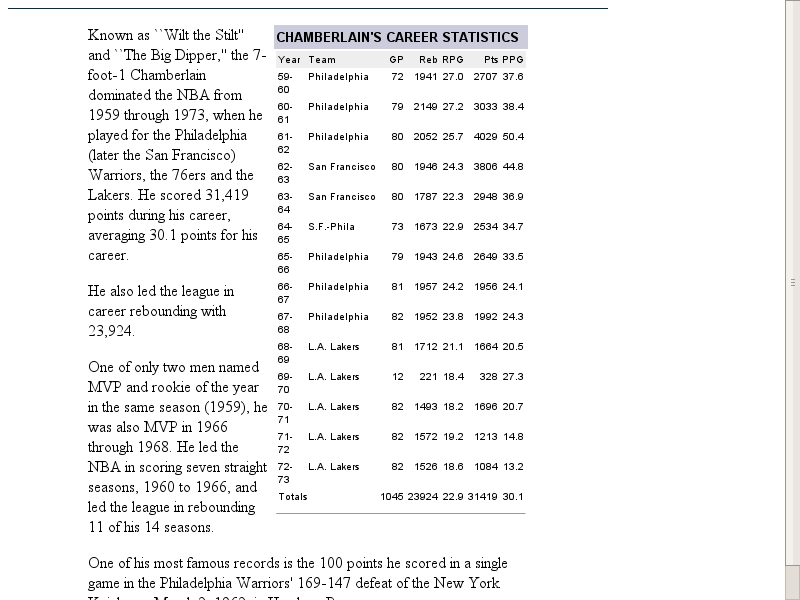 Known as ``Wilt the Stilt''
and ``The Big Dipper,'' the 7-
foot-1 Chamberlain
dominated the NBA from
1959 through 1973, when he
played for the Philadelphia
(later the San Francisco)
Warriors, the 76ers and the
Lakers. He scored 31,419
points during his career,
averaging 30.1 points for his
career.
He also led the league in
career rebounding with
23,924.
One of only two men named
MVP and rookie of the year
in the same season (1959), he
was also MVP in 1966
through 1968. He led the
NBA in scoring seven straight
seasons, 1960 to 1966, and
led the league in rebounding
11 of his 14 seasons.
CHAMBERLAIN'S CAREER STATISTICS
Year Team GP Reb RPG Pts PPG
59-
60 Philadelphia 72 1941 27.0 2707 37.6
60-
61 Philadelphia 79 2149 27.2 3033 38.4
61-
62 Philadelphia 80 2052 25.7 4029 50.4
62-
63 San Francisco 80 1946 24.3 3806 44.8
63-
64 San Francisco 80 1787 22.3 2948 36.9
64-
65 S.F.-Phila 73 1673 22.9 2534 34.7
65-
66 Philadelphia 79 1943 24.6 2649 33.5
66-
67 Philadelphia 81 1957 24.2 1956 24.1
67-
68 Philadelphia 82 1952 23.8 1992 24.3
68-
69 L.A. Lakers 81 1712 21.1 1664 20.5
69-
70 L.A. Lakers 12 221 18.4 328 27.3
70-
71 L.A. Lakers 82 1493 18.2 1696 20.7
71-
72 L.A. Lakers 82 1572 19.2 1213 14.8
72-
73 L.A. Lakers 82 1526 18.6 1084 13.2
Totals 1045 23924 22.9 31419 30.1
One of his most famous records is the 100 points he scored in a single
game in the Philadelphia Warriors' 169-147 defeat of the New York